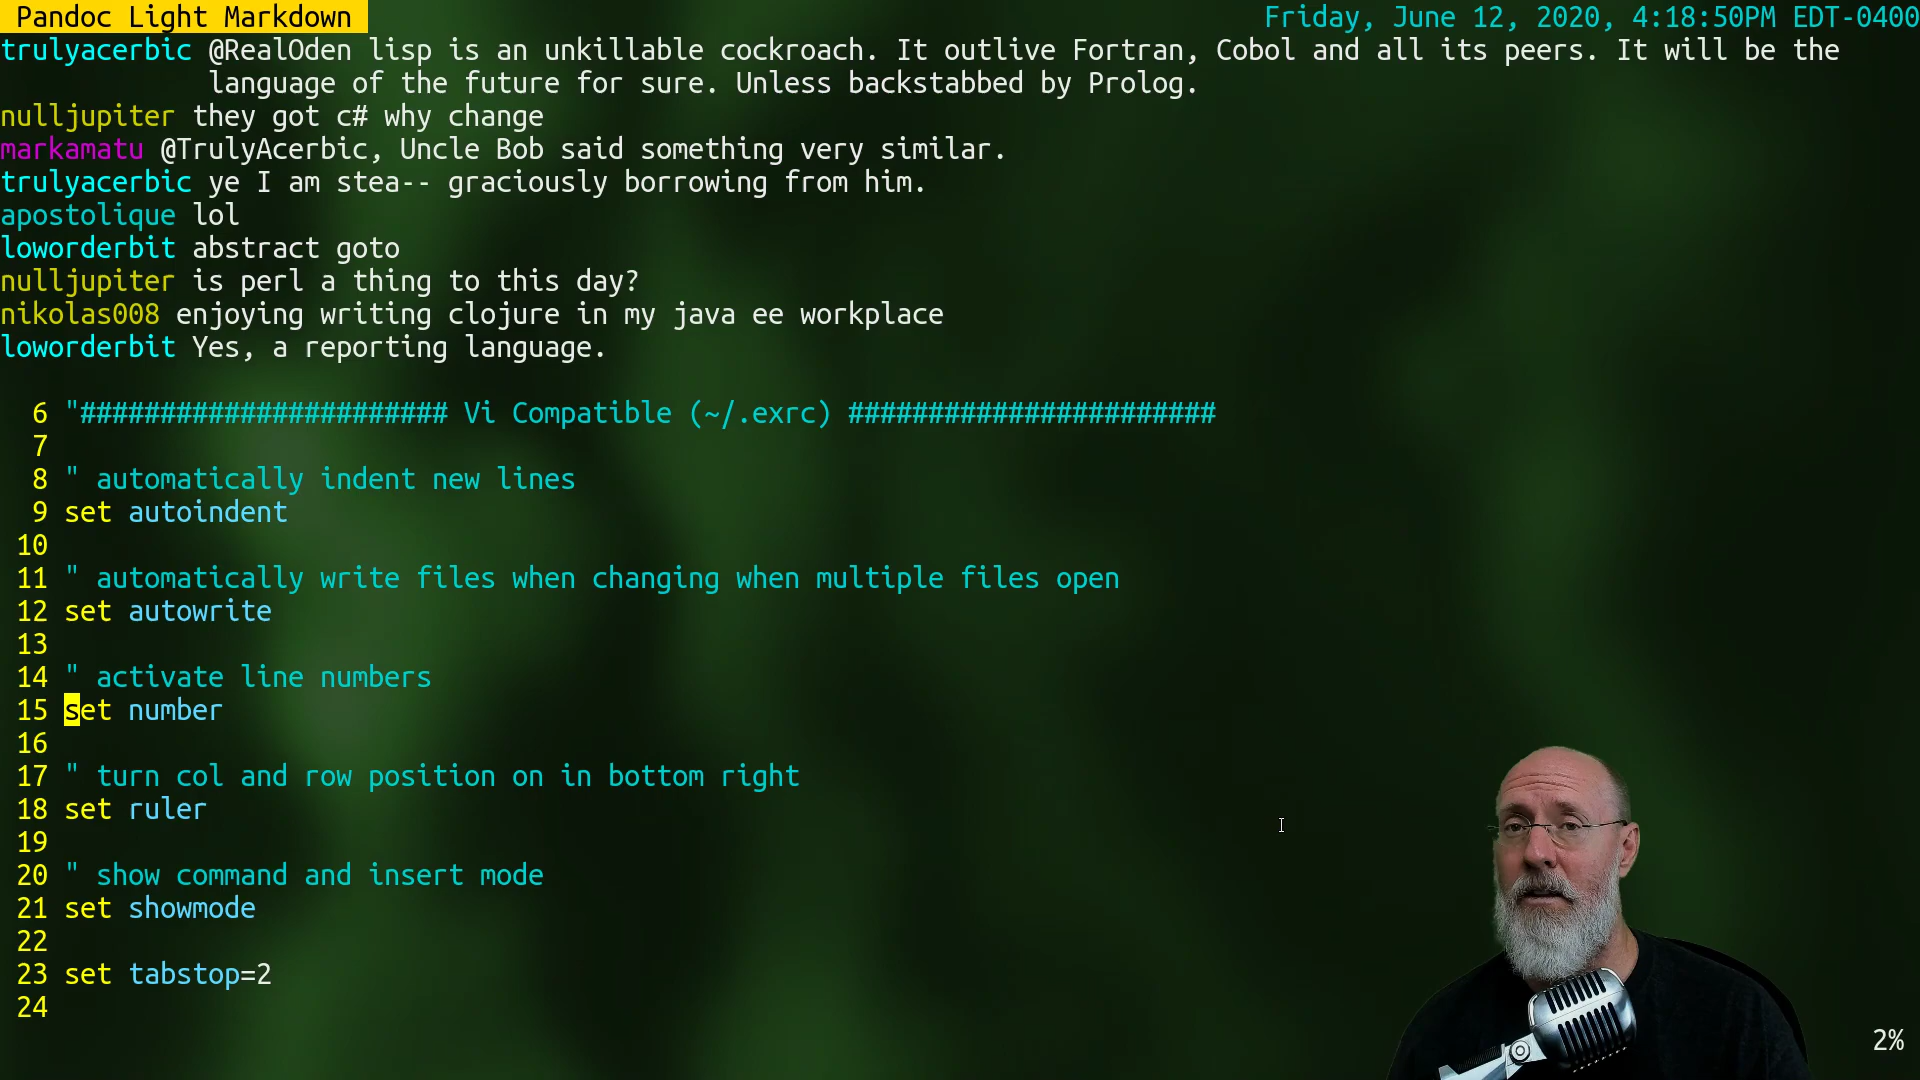 Pandoc Light Markdown
Friday, June 12, 2020, 4:18:50PM EDT-0400
trulyacerbic @RealOden lisp is an unkillable cockroach. It outlive Fortran, Cobol and all its peers. It will be the
language of the future for sure. Unless backstabbed by Prolog.
nulljupiter they got c# why change
markamatu @TrulyAcerbic, Uncle Bob said something very similar.
trulyacerbic ye I am stea-- graciously borrowing from him.
apostolique lol
loworderbit abstract goto
nulljupiter is perl a thing to this day?
nikolas008 enjoying writing clojure in my java ee workplace
loworderbit Yes, a reporting language.
6 "####################### Vi Compatible (~/.exrc) #######################
7
8 " automatically indent new lines
9 set autoindent
10
11 " automatically write files when changing when multiple files open
12 set autowrite
13
14 " activate line numbers
15 set number
16
17 " turn col and row position on in bottom right
18 set ruler
19
20 " show command and insert mode
21 set showmode
22
23 set tabstop=2
24
2%